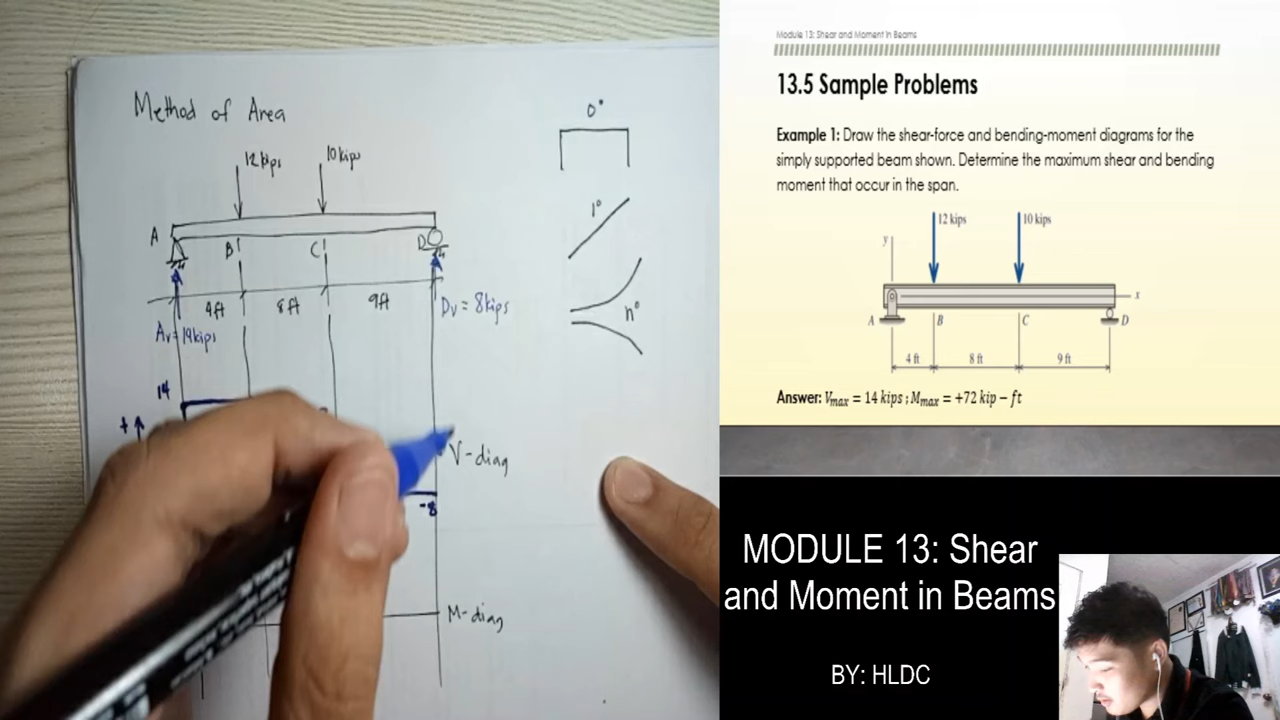 Method of Area
12kips
10kips
A
B
C
D
4ft
8ft
9ft
Av=14kips
Dv = 8kips
14
+
V-diag
-8
M-diag
0°
1°
n°
Module 13: Shear and Moment in Beams
13.5 Sample Problems
Example 1: Draw the shear-force and bending-moment diagrams for the
simply supported beam shown. Determine the maximum shear and bending
moment that occur in the span.
12 kips
10 kips
y
x
A
B
C
D
4 ft
8 ft
9 ft
Answer: Vmax = 14 kips ; Mmax = +72 kip − ft
MODULE 13: Shear
and Moment in Beams
BY: HLDC